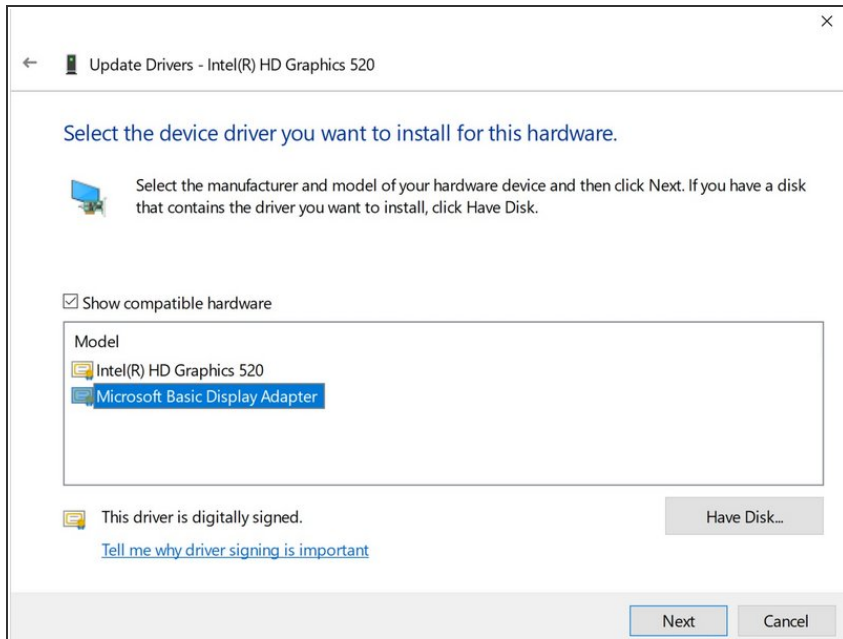 Update Drivers - Intel(R) HD Graphics 520
Select the device driver you want to install for this hardware.
Select the manufacturer and model of your hardware device and then click Next. If you have a disk
that contains the driver you want to install, click Have Disk.
Show compatible hardware
Model
Intel(R) HD Graphics 520
Microsoft Basic Display Adapter
This driver is digitally signed.
Have Disk...
Tell me why driver signing is important
Next
Cancel